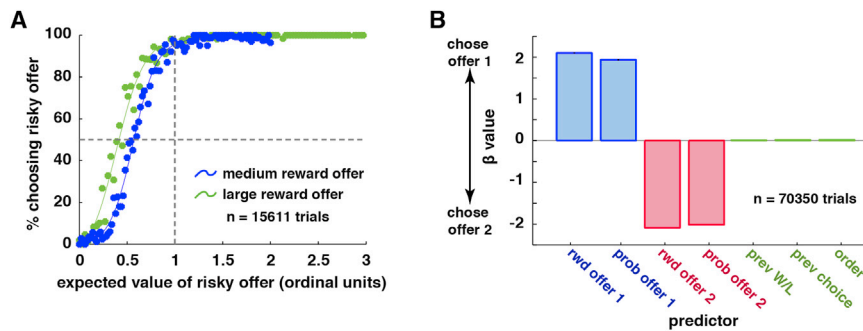 A
100
80
60
40
20
0
% choosing risky offer
medium reward offer
large reward offer
n = 15611 trials
0 0.5 1 1.5 2 2.5 3
expected value of risky offer (ordinal units)
B
chose
offer 1
chose
offer 2
β value
2
1
0
-1
-2
n = 70350 trials
rwd offer 1
prob offer 1
rwd offer 2
prob offer 2
prev W/L
prev choice
order
predictor